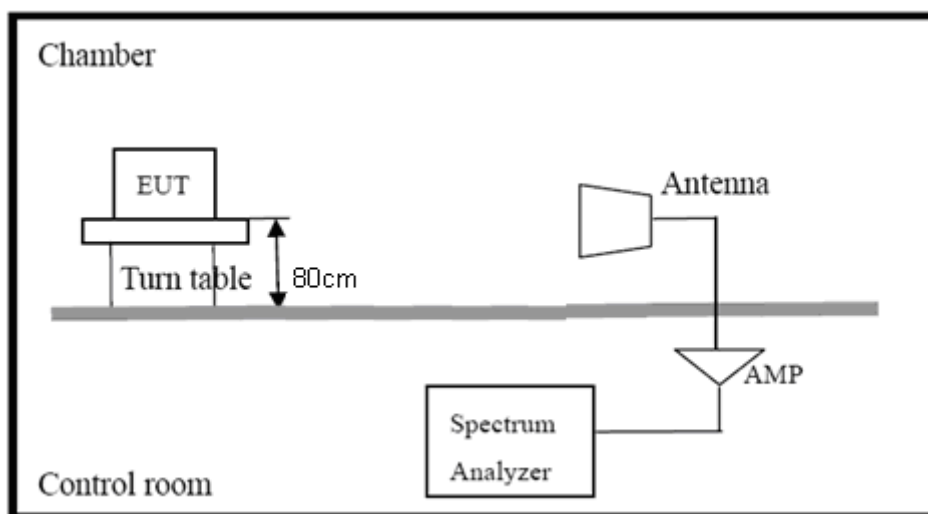 Chamber
EUT
Antenna
Turn table
80cm
AMP
Spectrum
Analyzer
Control room